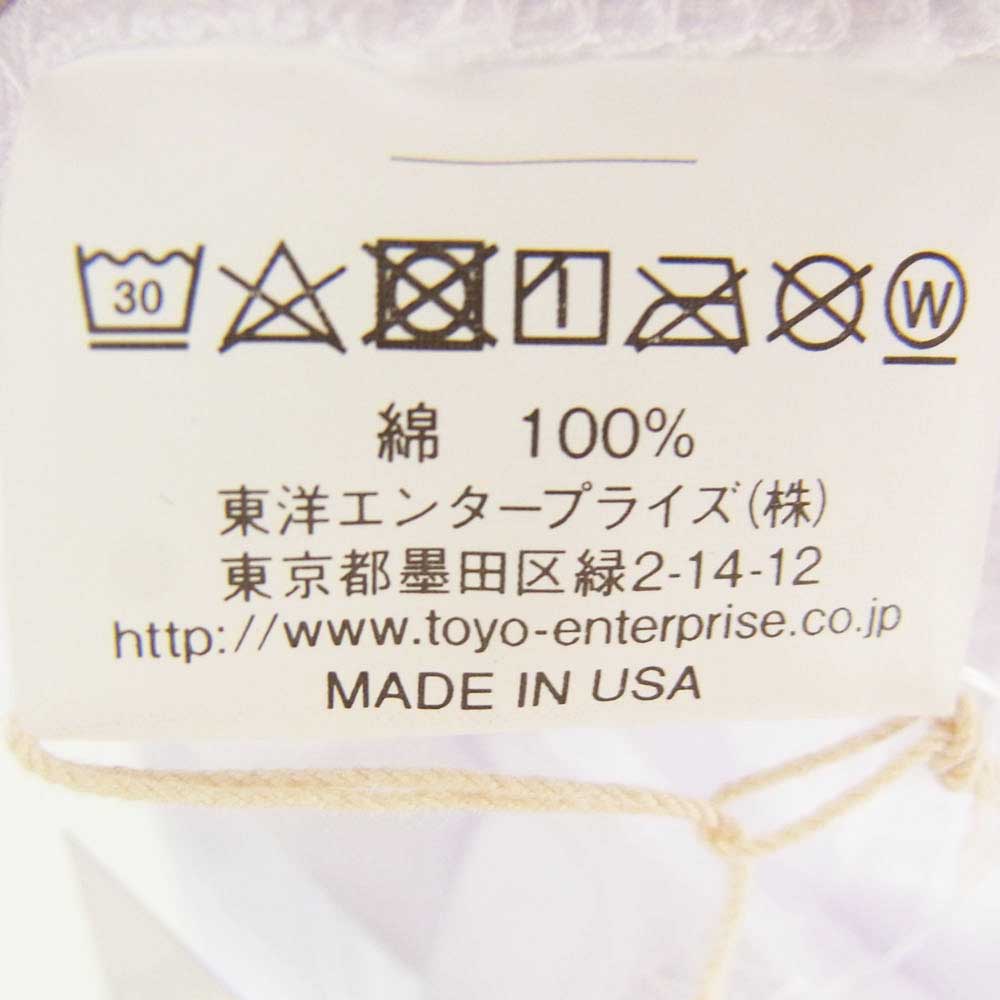 30 W
綿 100%
東洋エンタープライズ(株)
東京都墨田区緑2-14-12
http://www.toyo-enterprise.co.jp
MADE IN USA